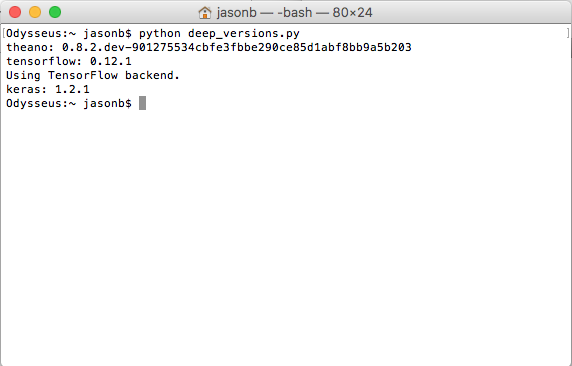 jasonb — -bash — 80×24
[Odysseus:~ jasonb$ python deep_versions.py ]
theano: 0.8.2.dev-901275534cbfe3fbbe290ce85d1abf8bb9a5b203
tensorflow: 0.12.1
Using TensorFlow backend.
keras: 1.2.1
Odysseus:~ jasonb$